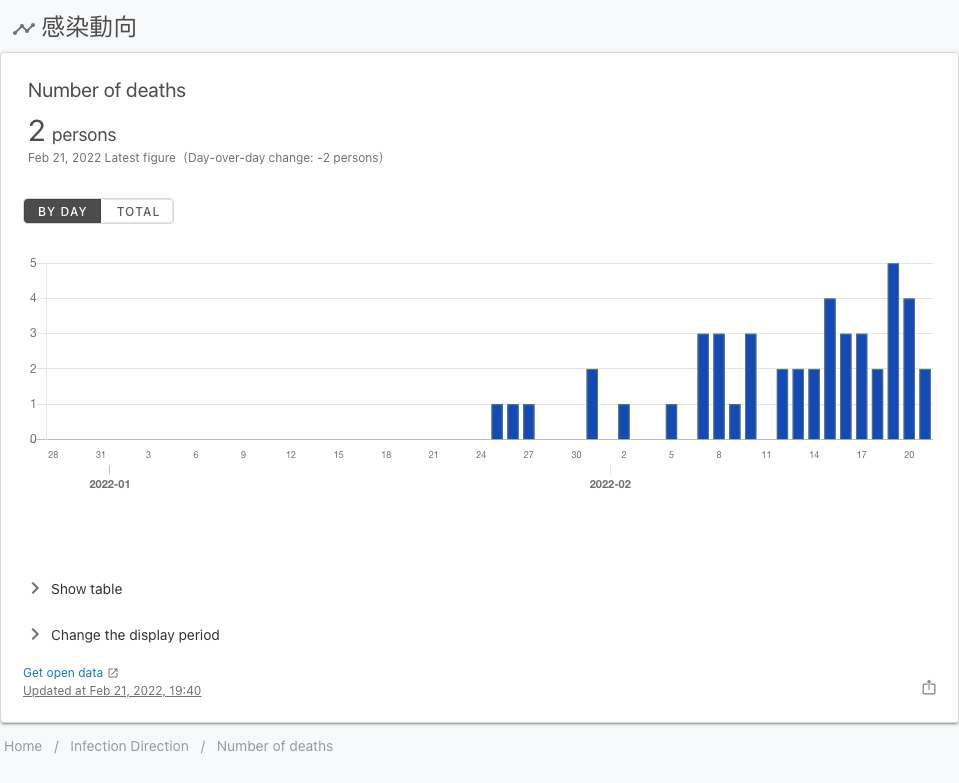 感染動向
Number of deaths
2 persons
Feb 21, 2022 Latest figure (Day-over-day change: -2 persons)
BY DAY TOTAL
5
4
3
2
1
0
28 31 3 6 9 12 15 18 21 24 27 30 2 5 8 11 14 17 20
2022-01 2022-02
Show table
Change the display period
Get open data
Updated at Feb 21, 2022, 19:40
Home / Infection Direction / Number of deaths